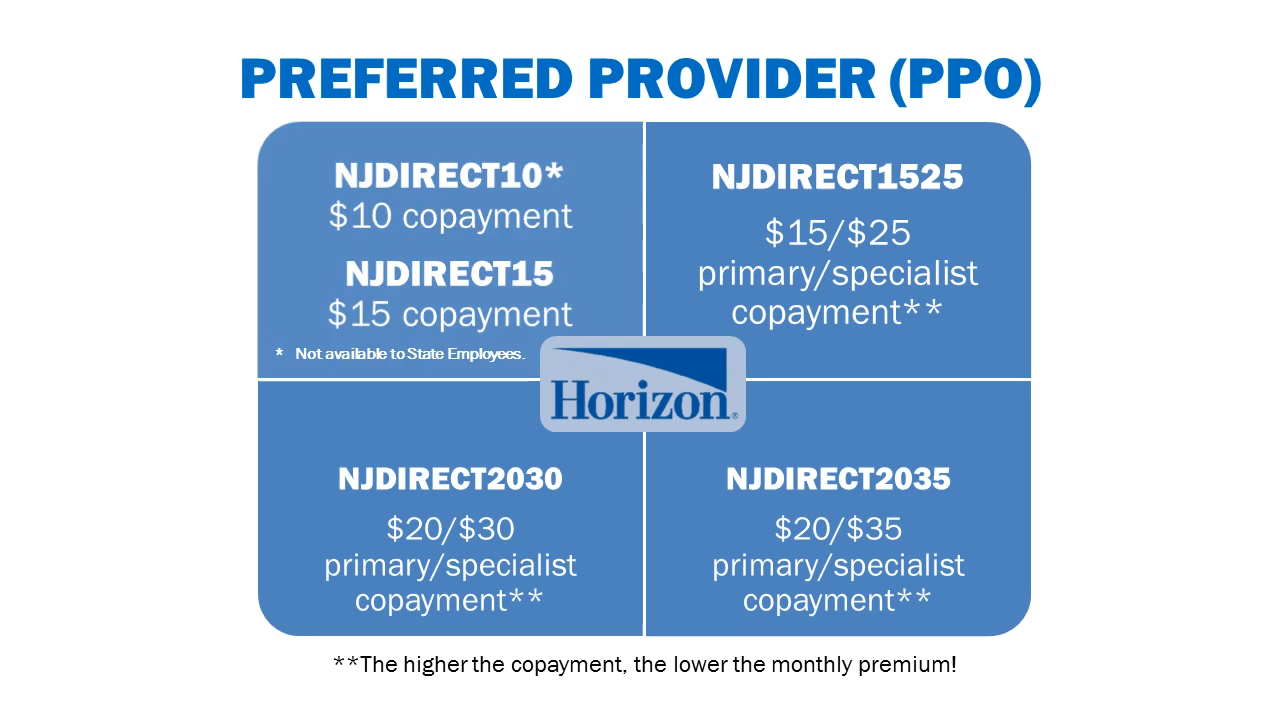 PREFERRED PROVIDER (PPO)
NJDIRECT10*
$10 copayment
NJDIRECT15
$15 copayment
* Not available to State Employees.
NJDIRECT1525
$15/$25
primary/specialist
copayment**
Horizon®
NJDIRECT2030
$20/$30
primary/specialist
copayment**
NJDIRECT2035
$20/$35
primary/specialist
copayment**
**The higher the copayment, the lower the monthly premium!